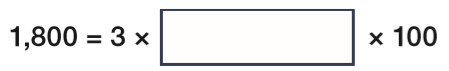 1,800 = 3 × × 100